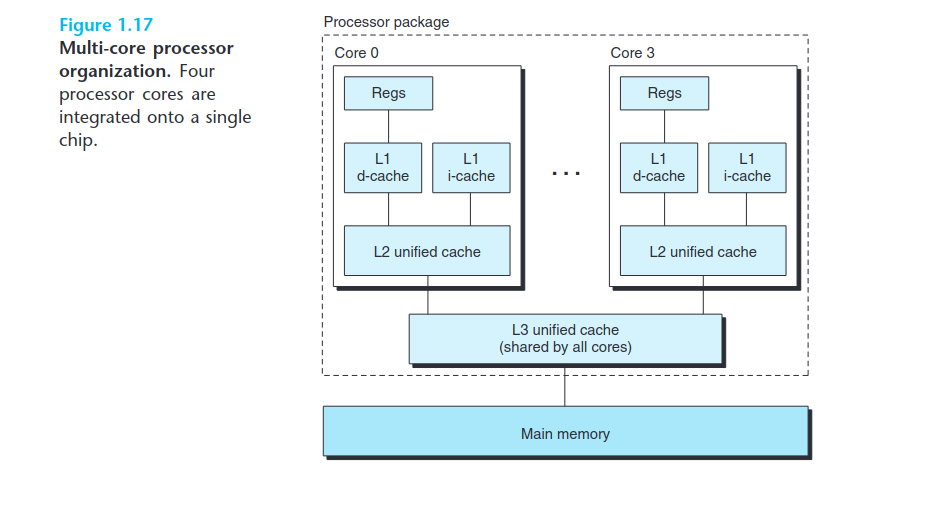 Figure 1.17
Multi-core processor
organization. Four
processor cores are
integrated onto a single
chip.
Processor package
Core 0
Regs
L1
d-cache
L1
i-cache
L2 unified cache
. . .
Core 3
Regs
L1
d-cache
L1
i-cache
L2 unified cache
L3 unified cache
(shared by all cores)
Main memory